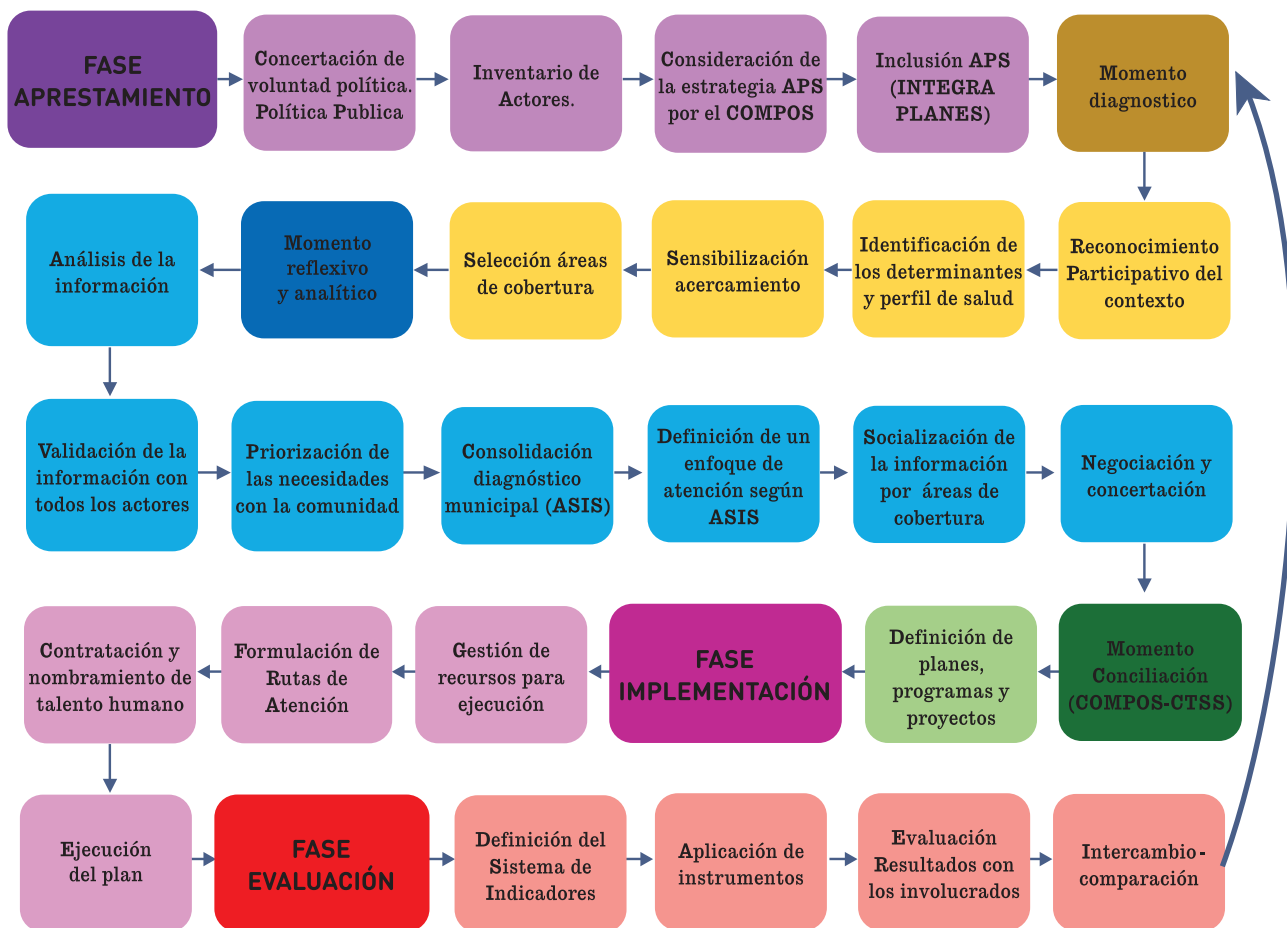 FASE
APRESTAMIENTO
Concertación de
voluntad política.
Política Publica
Inventario de
Actores.
Consideración de
la estrategia APS
por el COMPOS
Inclusión APS
(INTEGRA
PLANES)
Momento
diagnostico
Reconocimiento
Participativo del
contexto
Identificación de
los determinantes
y perfil de salud
Sensibilización
acercamiento
Selección áreas
de cobertura
Momento
reflexivo
y analítico
Análisis de la
información
Validación de la
información con
todos los actores
Priorización de
las necesidades
con la comunidad
Consolidación
diagnóstico
municipal (ASIS)
Definición de un
enfoque de
atención según
ASIS
Socialización de
la información
por áreas de
cobertura
Negociación y
concertación
Momento
Conciliación
(COMPOS-CTSS)
Definición de
planes,
programas y
proyectos
FASE
IMPLEMENTACIÓN
Gestión de
recursos para
ejecución
Formulación de
Rutas de
Atención
Contratación y
nombramiento de
talento humano
Ejecución
del plan
FASE
EVALUACIÓN
Definición del
Sistema de
Indicadores
Aplicación de
instrumentos
Evaluación
Resultados con
los involucrados
Intercambio-
comparación